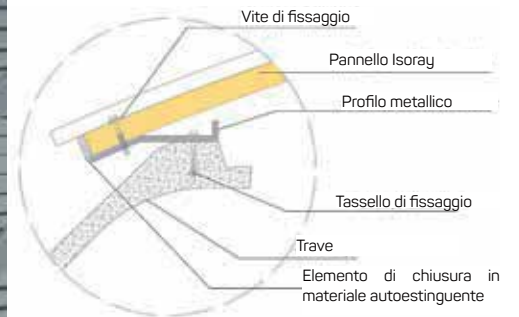 Vite di fissaggio
Pannello Isoray
Profilo metallico
Tassello di fissaggio
Trave
Elemento di chiusura in
materiale autoestinguente